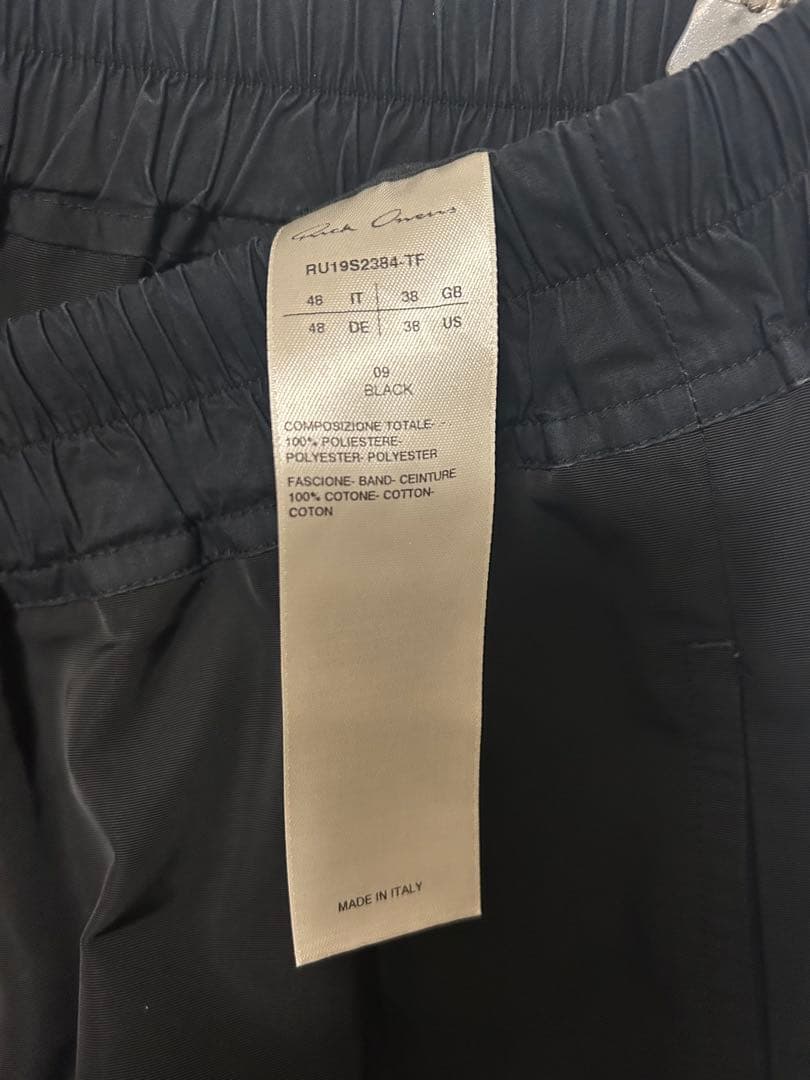 Rick Owens
RU19S2384-TF
48 IT 38 GB
48 DE 38 US
09
BLACK
COMPOSIZIONE TOTALE- -
100% POLIESTERE-
POLYESTER- POLYESTER
FASCIONE- BAND- CEINTURE
100% COTONE- COTTON-
COTON
MADE IN ITALY